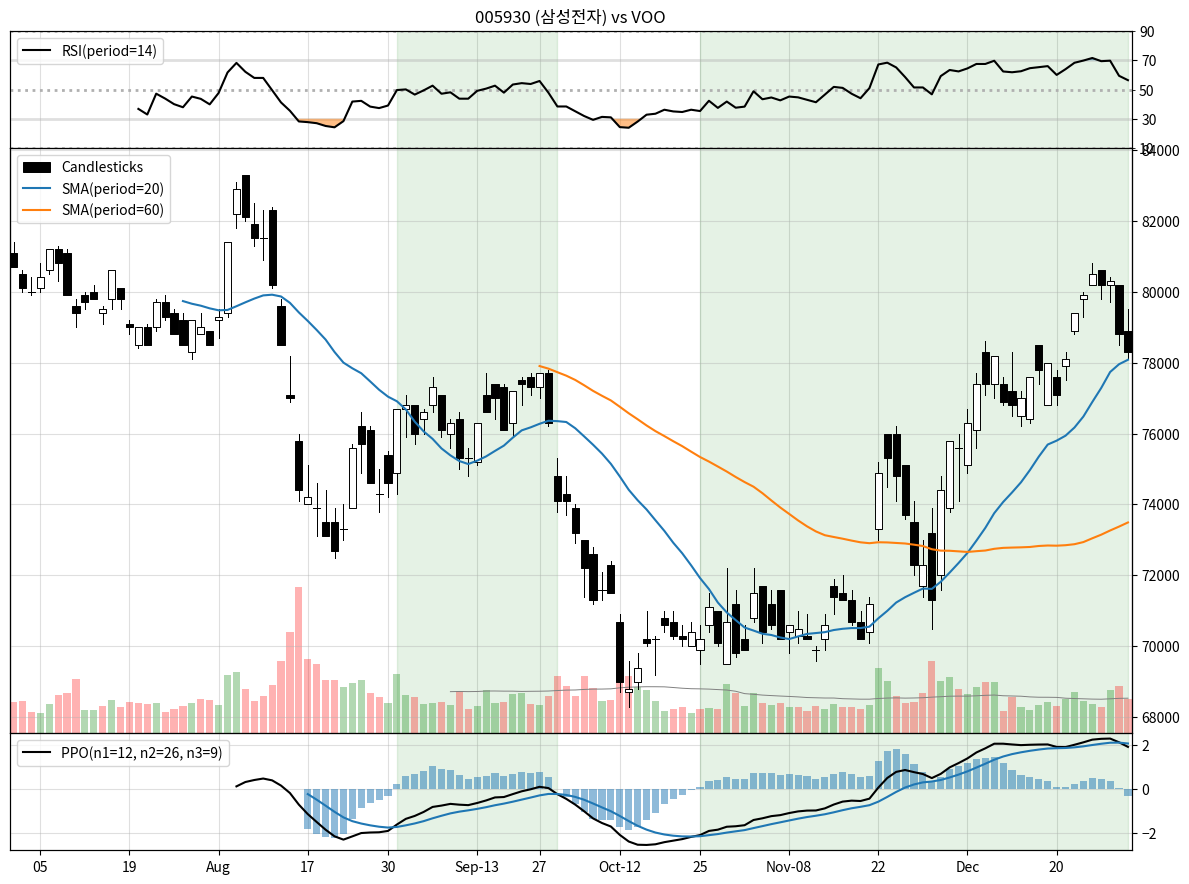 005930 (삼성전자) vs VOO
RSI(period=14)
90
70
50
30
10
Candlesticks
SMA(period=20)
SMA(period=60)
84000
82000
80000
78000
76000
74000
72000
70000
68000
PPO(n1=12, n2=26, n3=9)
2
0
−2
05 19 Aug 17 30 Sep-13 27 Oct-12 25 Nov-08 22 Dec 20